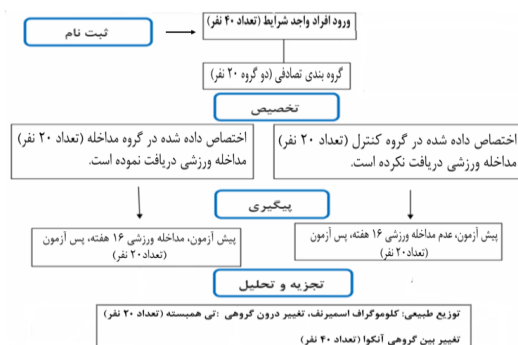 ورود افراد واجد شرایط (تعداد ۴۰ نفر)
ثبت نام
گروه بندی تصادفی (دو گروه ۲۰ نفر)
تخصیص
اختصاص داده شده در گروه کنترل (تعداد ۲۰ نفر)
مداخله ورزشی دریافت نکرده است.
اختصاص داده شده در گروه مداخله (تعداد ۲۰ نفر)
مداخله ورزشی دریافت نموده است.
پیگیری
پیش آزمون، عدم مداخله ورزشی ۱۶ هفته، پس آزمون
(تعداد۲۰ نفر)
پیش آزمون، مداخله ورزشی ۱۶ هفته، پس آزمون
(تعداد۲۰ نفر)
تجزیه و تحلیل
توزیع طبیعی: کلوموگراف اسمیرنف، تغییر درون گروهی :تی همبسته (تعداد ۲۰ نفر)
تغییر بین گروهی آنکوا (تعداد ۴۰ نفر)